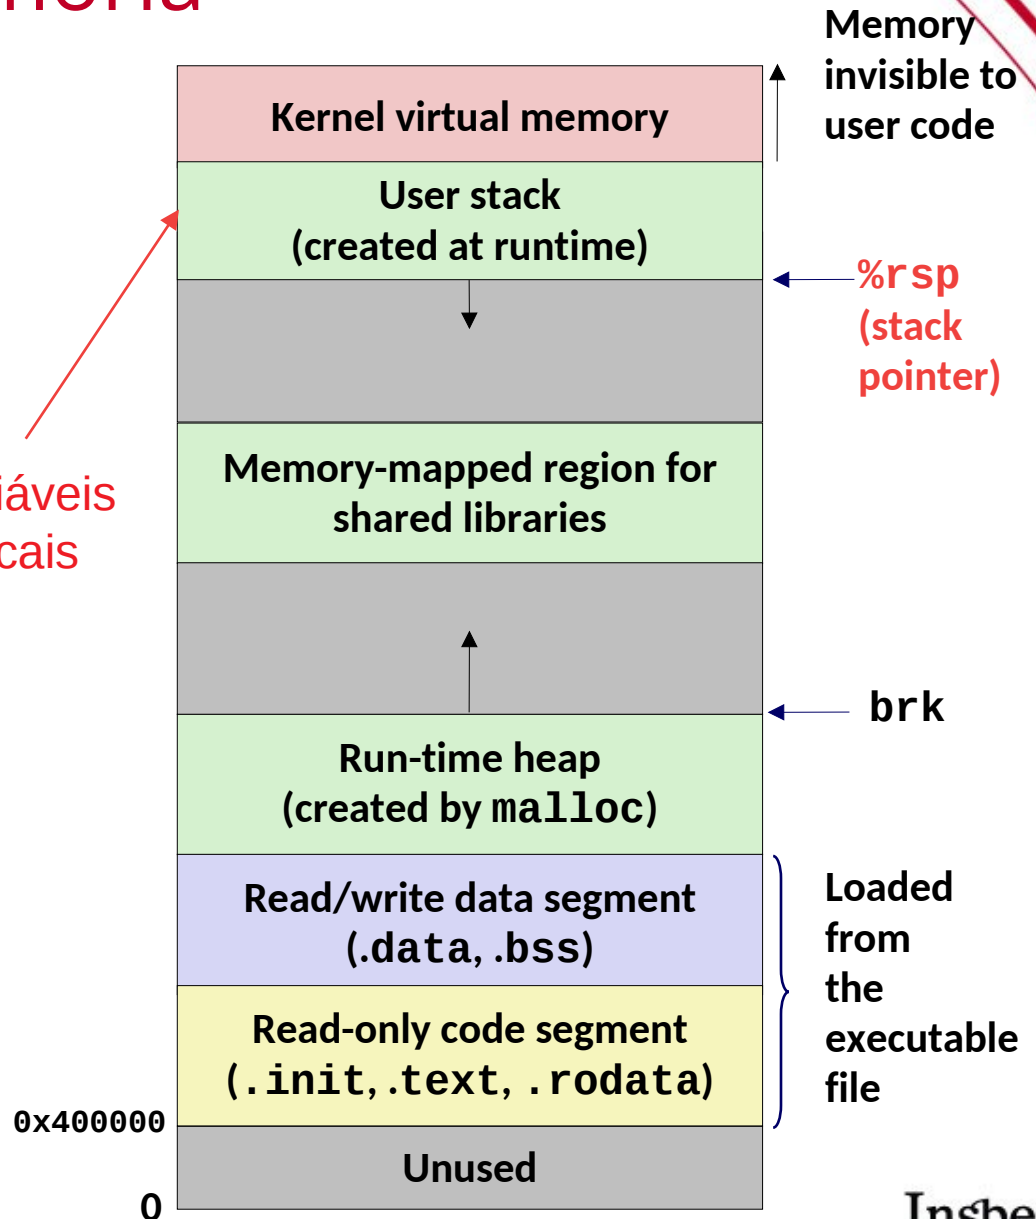 Memory
invisible to
user code
Kernel virtual memory
User stack
(created at runtime)
%rsp
(stack
pointer)
Memory-mapped region for
shared libraries
brk
Run-time heap
(created by malloc)
Read/write data segment
(.data, .bss)
Loaded
from
the
executable
file
Read-only code segment
(.init, .text, .rodata)
0x400000
Unused
0